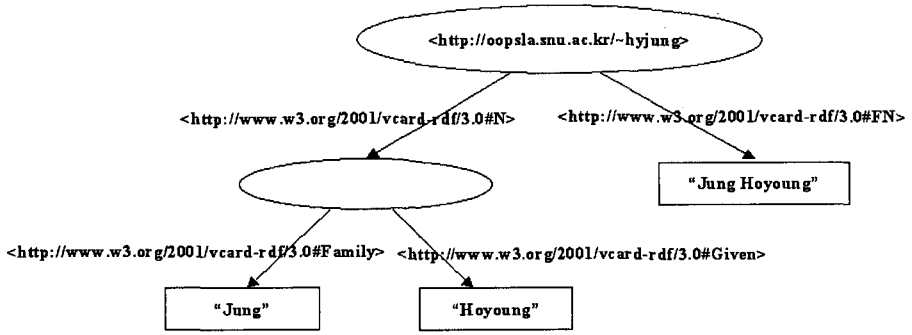 <http://oopsla.snu.ac.kr/~hyjung>
<http://www.w3.org/2001/vcard-rdf/3.0#N>
<http://www.w3.org/2001/vcard-rdf/3.0#FN>
“Jung Hoyoung”
<http://www.w3.org/2001/vcard-rdf/3.0#Family>
<http://www.w3.org/2001/vcard-rdf/3.0#Given>
“Jung”
“Hoyoung”